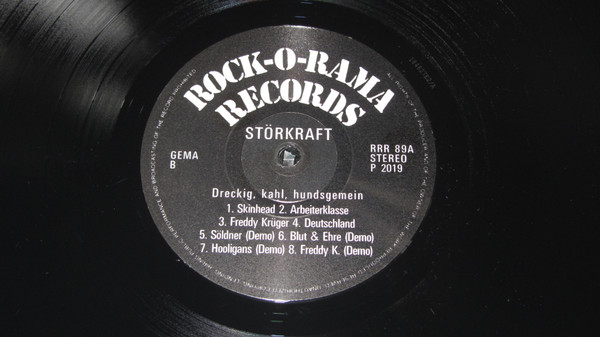 ROCK-O-RAMA
RECORDS
STÖRKRAFT
GEMA
B
RRR 89A
STEREO
P 2019
Dreckig, kahl, hundsgemein
1. Skinhead 2. Arbeiterklasse
3. Freddy Krüger 4. Deutschland
5. Söldner (Demo) 6. Blut & Ehre (Demo)
7. Hooligans (Demo) 8. Freddy K. (Demo)